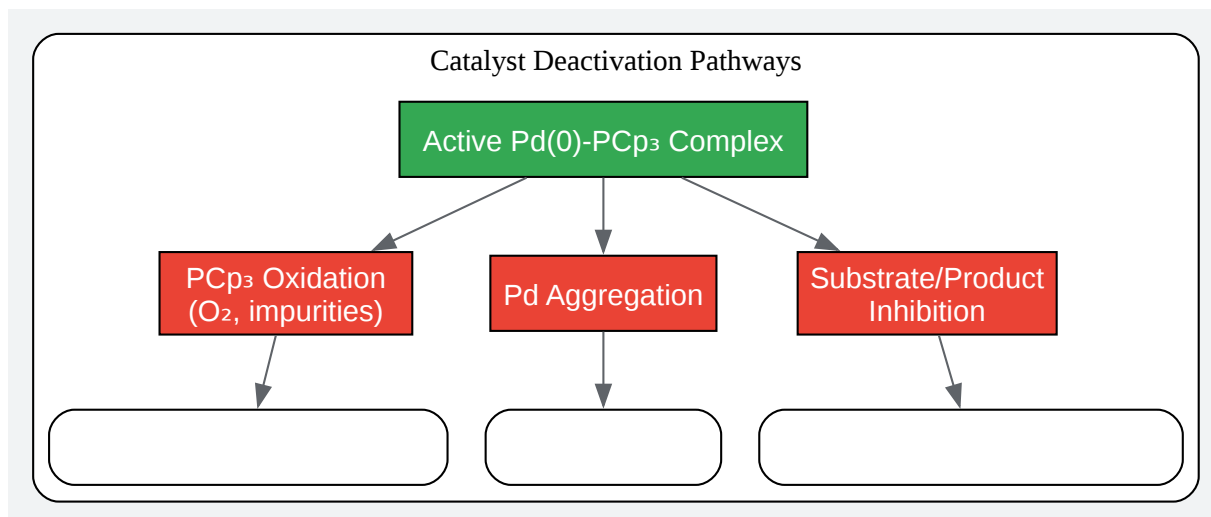 Catalyst Deactivation Pathways
Active Pd(0)-PCp₃ Complex
PCp₃ Oxidation
(O₂, impurities)
Pd Aggregation
Substrate/Product
Inhibition